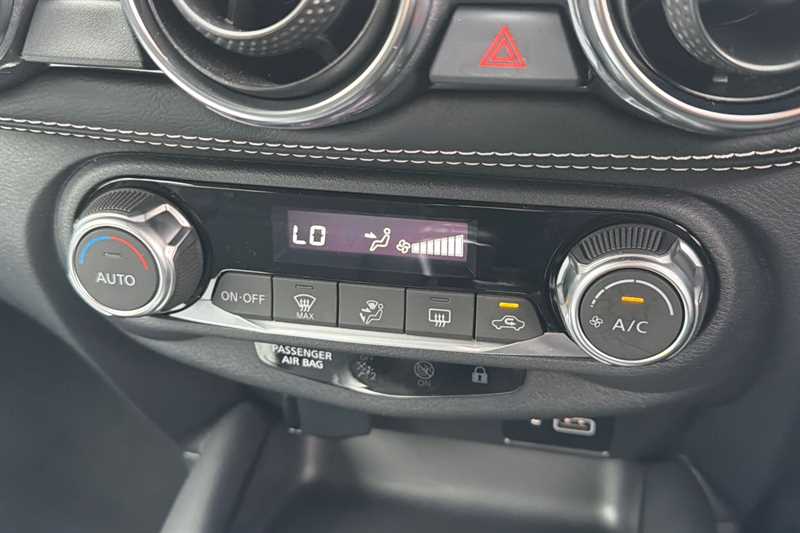 LO
AUTO
ON·OFF
MAX
A/C
PASSENGER
AIR BAG
ON